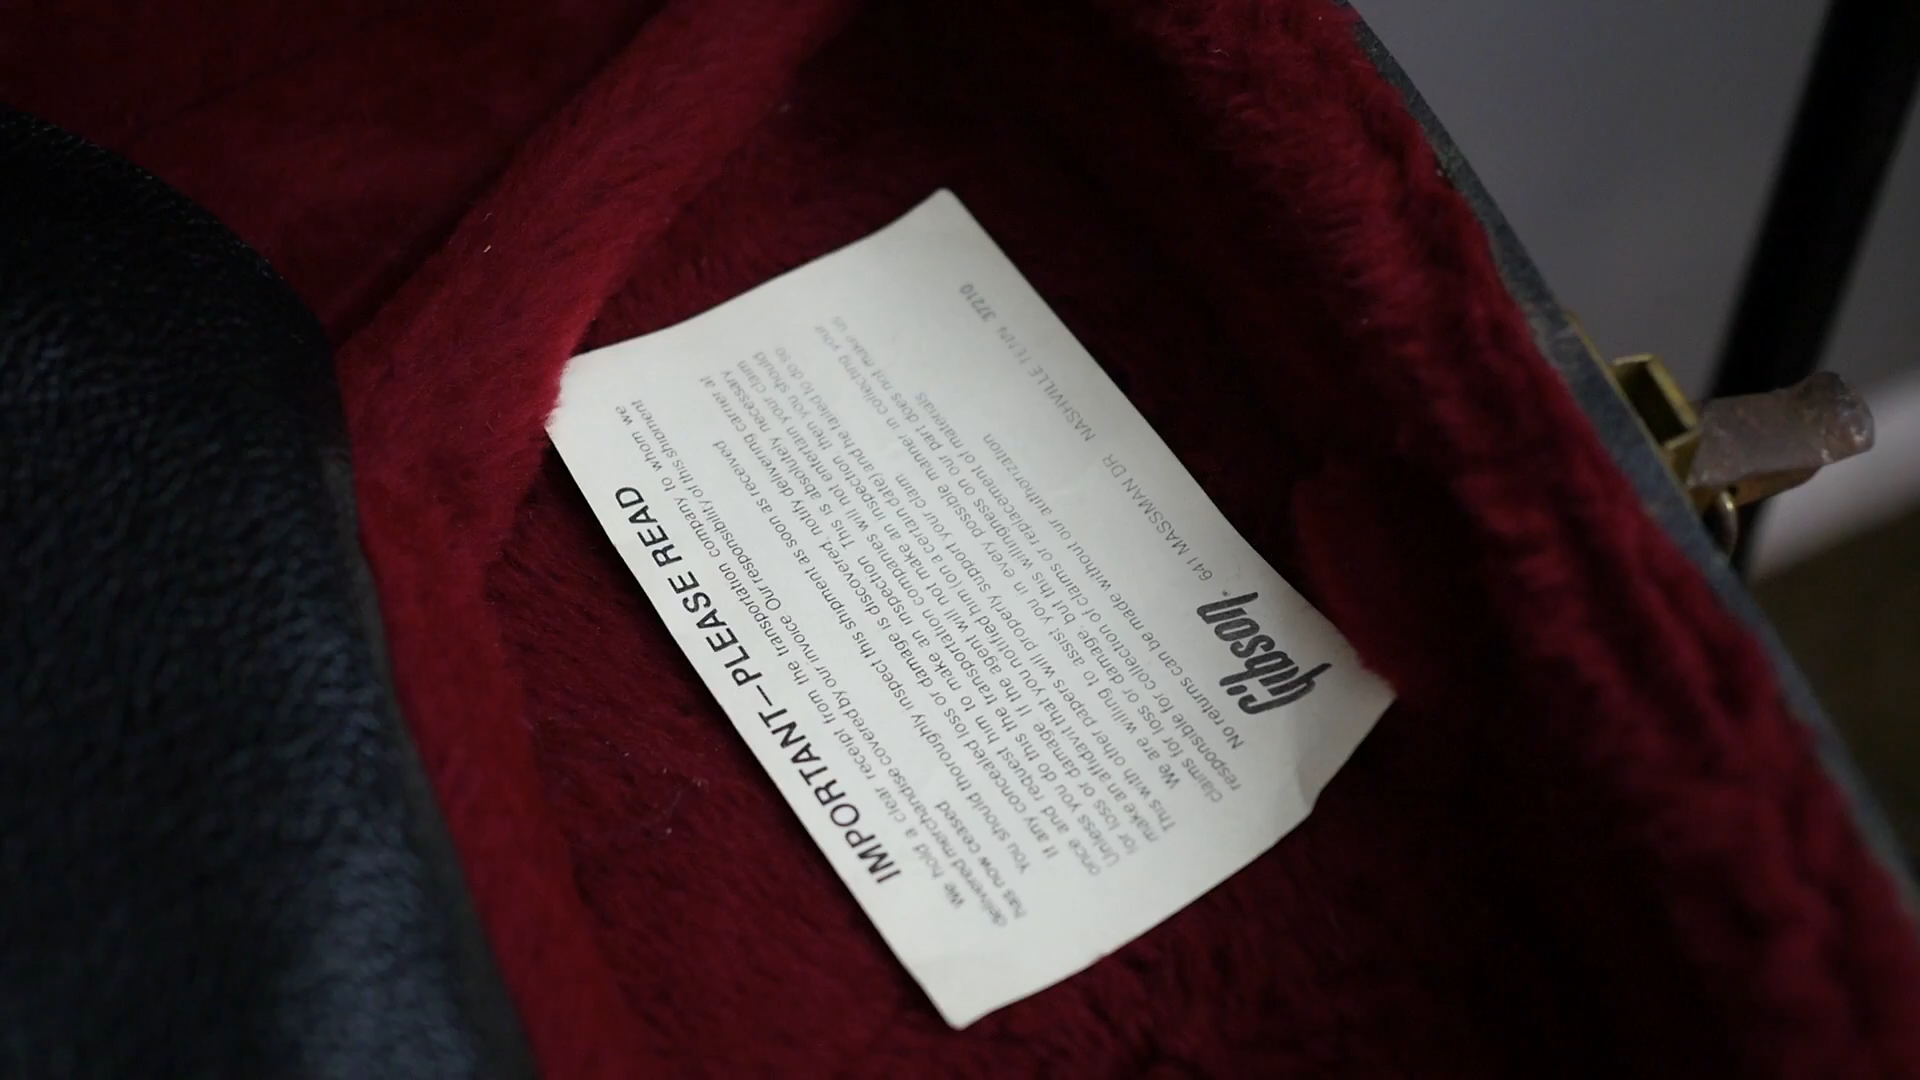 IMPORTANT—PLEASE READ
We hold a clear receipt from the transportation company to whom we
delivered merchandise covered by our invoice. Our responsibility of this shipment
has now ceased
You should thoroughly inspect this shipment as soon as received
If any concealed loss or damage is discovered, notify delivering carrier at
once and request him to make an inspection. This is absolutely necessary
Unless you do this the transportation companies will not entertain your claim
for loss or damage. If the agent will not make an inspection, then you should
make an affidavit that you notified him (on a certain date) and he failed to do so
This with other papers will properly support your claim
We are willing to assist you in every possible manner in collecting your
claims for loss or damage, but this willingness on our part does not make us
responsible for collection of claims or replacement of materials
No returns can be made without our authorization
Gibson® 641 MASSMAN DR NASHVILLE TENN 37210